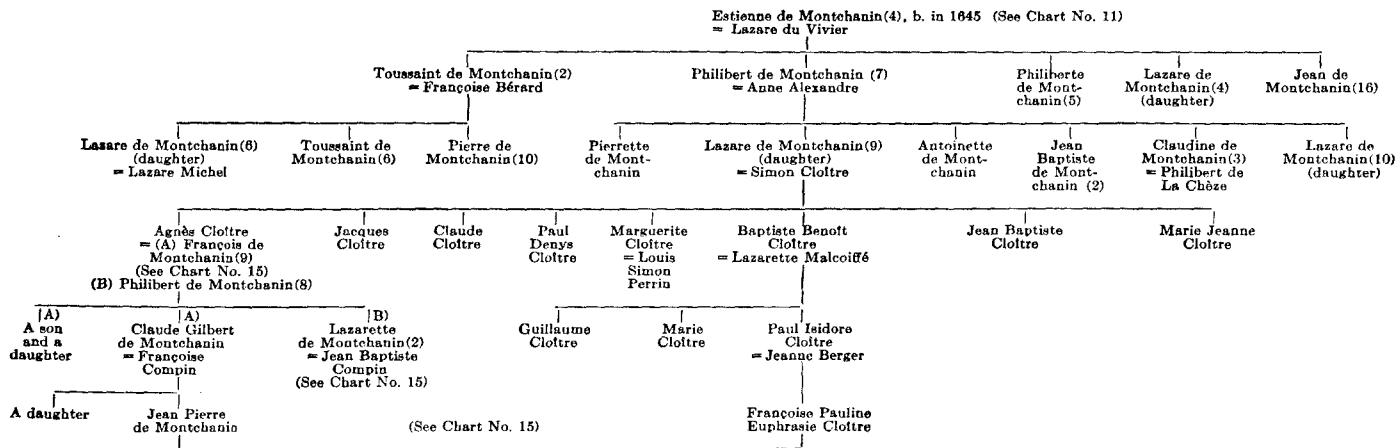 Estienne de Montchanin(4), b. in 1645 (See Chart No. 11)
= Lazare du Vivier
Toussaint de Montchanin(2)
= Françoise Bérard
Philibert de Montchanin (7)
= Anne Alexandre
Philiberte
de Mont-
chanin(5)
Lazare de
Montchanin(4)
(daughter)
Jean de
Montchanin(16)
Lazare de Montchanin(6)
(daughter)
= Lazare Michel
Toussaint de
Montchanin(6)
Pierre de
Montchanin(10)
Pierrette
de Mont-
chanin
Lazare de Montchanin(9)
(daughter)
= Simon Cloître
Antoinette
de Mont-
chanin
Jean
Baptiste
de Mont-
chanin (2)
Claudine de
Montchanin(3)
= Philibert de
La Chèze
Lazare de
Montchanin(10)
(daughter)
Agnès Cloître
= (A) François de
Montchanin(9)
(See Chart No. 15)
(B) Philibert de Montchanin(8)
Jacques
Cloître
Claude
Cloître
Paul
Denys
Cloître
Marguerite
Cloître
= Louis
Simon
Perrin
Baptiste Benoît
Cloître
= Lazarette Malcoiffé
Jean Baptiste
Cloître
Marie Jeanne
Cloître
(A)
A son
and a
daughter
(A)
Claude Gilbert
de Montchanin
= Françoise
Compin
(B)
Lazarette
de Montchanin(2)
= Jean Baptiste
Compin
(See Chart No. 15)
Guillaume
Cloître
Marie
Cloître
Paul Isidore
Cloître
= Jeanne Berger
A daughter
Jean Pierre
de Montchanin
(See Chart No. 15)
Françoise Pauline
Euphrasie Cloître